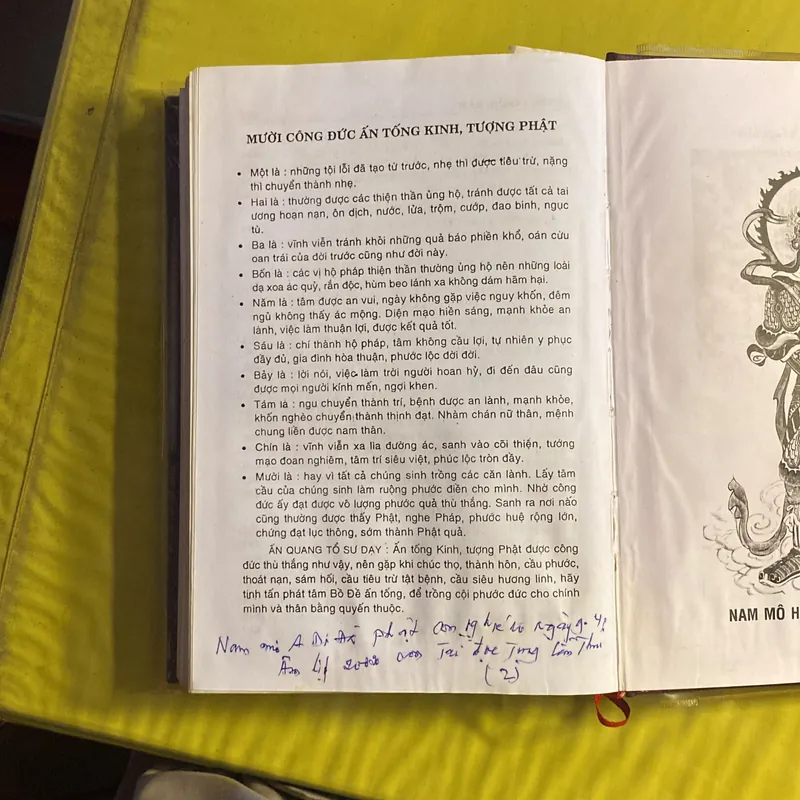 MƯỜI CÔNG ĐỨC ẤN TỐNG KINH, TƯỢNG PHẬT
• Một là : những tội lỗi đã tạo từ trước, nhẹ thì được tiêu trừ, nặng
thì chuyển thành nhẹ.
• Hai là : thường được các thiện thần ủng hộ, tránh được tất cả tai
ương hoạn nạn, ôn dịch, nước, lửa, trộm, cướp, đao binh, ngục
tù.
• Ba là : vĩnh viễn tránh khỏi những quả báo phiền khổ, oán cừu
oan trái của đời trước cũng như đời này.
• Bốn là : các vị hộ pháp thiện thần thường ủng hộ nên những loài
dạ xoa ác quỷ, rắn độc, hùm beo lánh xa không dám hãm hại.
• Năm là : tâm được an vui, ngày không gặp việc nguy khốn, đêm
ngủ không thấy ác mộng. Diện mạo hiền sáng, mạnh khỏe an
lành, việc làm thuận lợi, được kết quả tốt.
• Sáu là : chí thành hộ pháp, tâm không cầu lợi, tự nhiên y phục
đầy đủ, gia đình hòa thuận, phước lộc đời đời.
• Bảy là : lời nói, việc làm trời người hoan hỷ, đi đến đâu cũng
được mọi người kính mến, ngợi khen.
• Tám là : ngu chuyển thành trí, bệnh được an lành, mạnh khỏe,
khốn nghèo chuyển thành thịnh đạt. Nhàm chán nữ thân, mệnh
chung liền được nam thân.
• Chín là : vĩnh viễn xa lìa đường ác, sanh vào cõi thiện, tướng
mạo đoan nghiêm, tâm trí siêu việt, phúc lộc tròn đầy.
• Mười là : hay vì tất cả chúng sinh trồng các căn lành. Lấy tâm
cầu của chúng sinh làm ruộng phước điền cho mình. Nhờ công
đức ấy đạt được vô lượng phước quả thù thắng. Sanh ra nơi nào
cũng thường được thấy Phật, nghe Pháp, phước huệ rộng lớn,
chứng đạt lục thông, sớm thành Phật quả.
ẤN QUANG TỔ SƯ DẠY : Ấn tống Kinh, tượng Phật được công
đức thù thắng như vậy, nên gặp khi chúc thọ, thành hôn, cầu phước,
thoát nạn, sám hối, cầu tiêu trừ tật bệnh, cầu siêu hương linh, hãy
tinh tấn phát tâm Bồ Đề ấn tống, để trồng cội phước đức cho chính
mình và thân bằng quyến thuộc.
Nam mô A Di Đà phật con ngày
Âm lịch con Tai đọc Tụng lần Thứ
(2)
NAM MÔ H